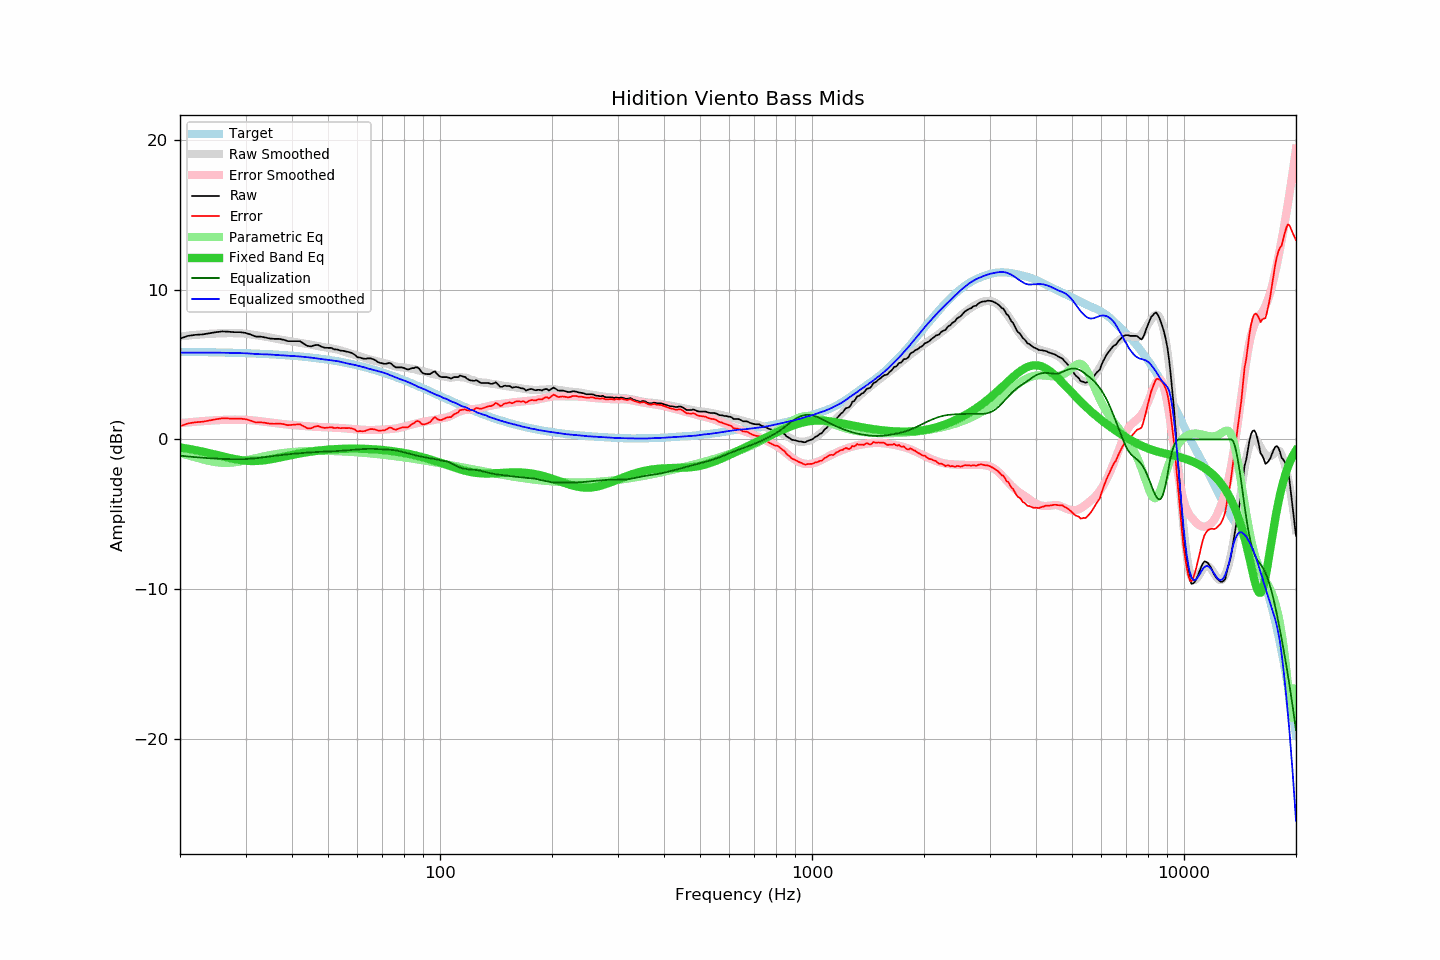 Hidition Viento Bass Mids
Target
Raw Smoothed
Error Smoothed
Raw
Error
Parametric Eq
Fixed Band Eq
Equalization
Equalized smoothed
20
10
0
−10
−20
Amplitude (dBr)
100
1000
10000
Frequency (Hz)